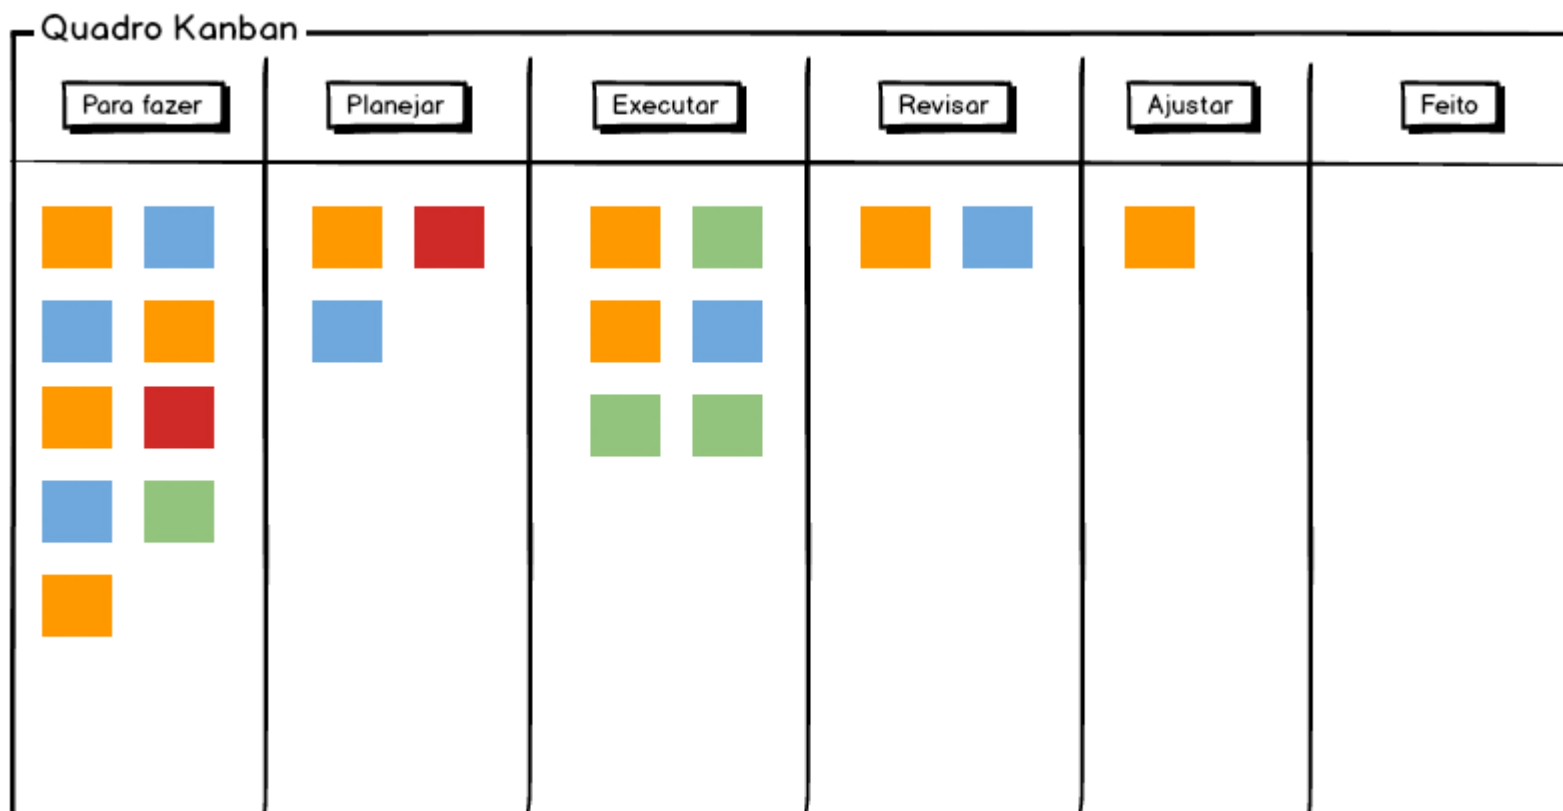 Quadro Kanban
Para fazer
Planejar
Executar
Revisar
Ajustar
Feito